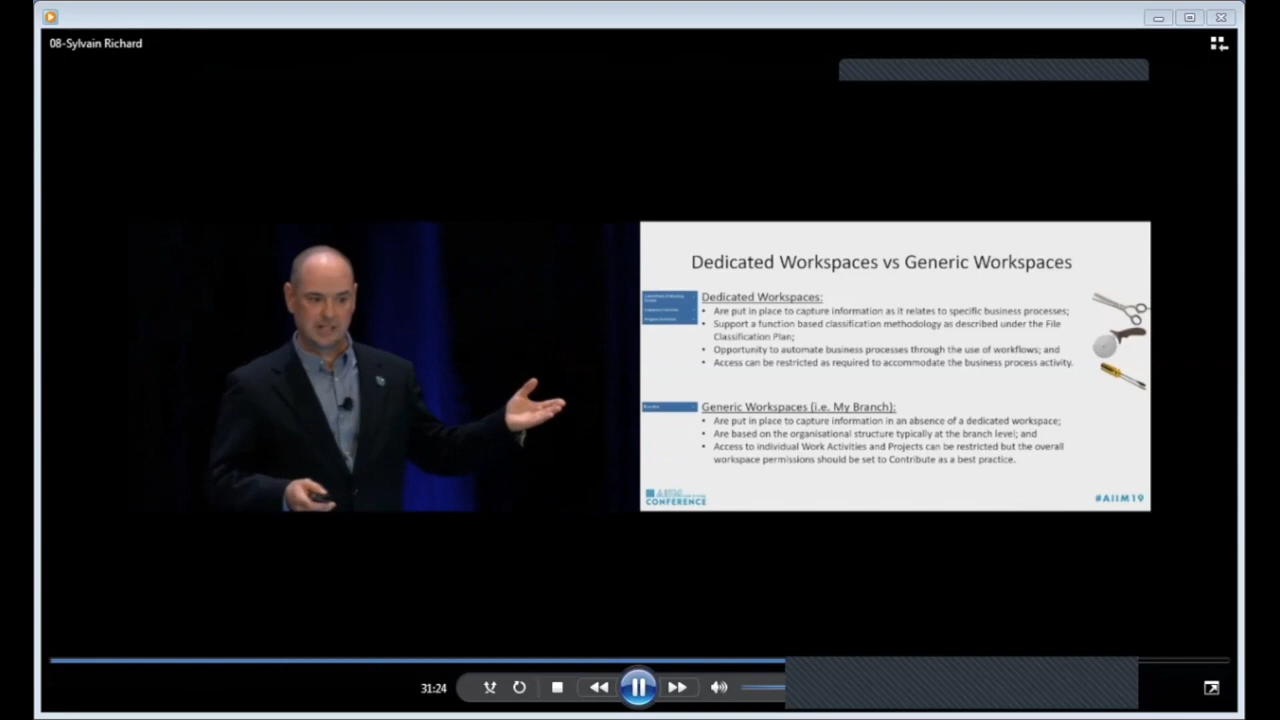 08-Sylvain Richard
Dedicated Workspaces vs Generic Workspaces
Dedicated Workspaces:
• Are put in place to capture information as it relates to specific business processes;
• Support a function based classification methodology as described under the File
Classification Plan;
• Opportunity to automate business processes through the use of workflows; and
• Access can be restricted as required to accommodate the business process activity.
Generic Workspaces (i.e. My Branch):
• Are put in place to capture information in an absence of a dedicated workspace;
• Are based on the organisational structure typically at the branch level; and
• Access to individual Work Activities and Projects can be restricted but the overall
workspace permissions should be set to Contribute as a best practice.
AIIM
CONFERENCE
#AIIM19
31:24